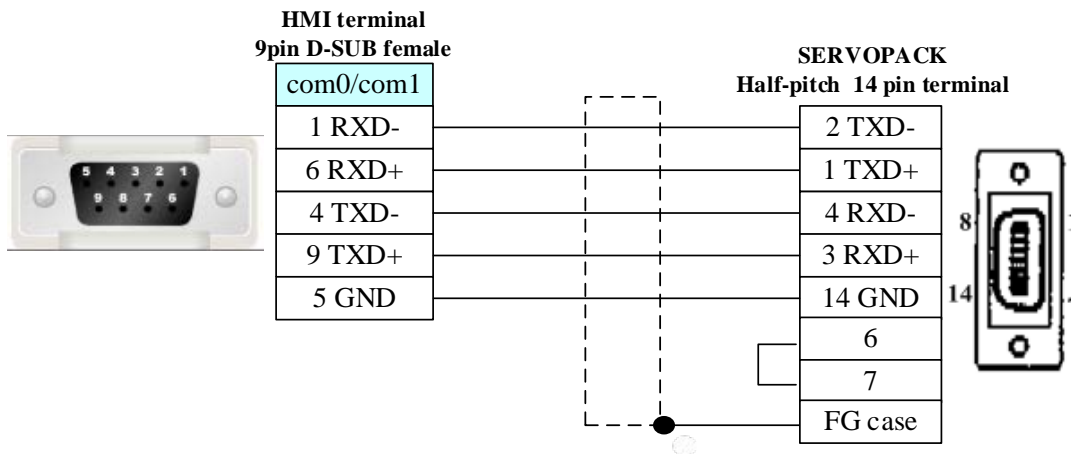 HMI terminal
9pin D-SUB female
com0/com1
1 RXD-
6 RXD+
4 TXD-
9 TXD+
5 GND
5 4 3 2 1
9 8 7 6
SERVOPACK
Half-pitch 14 pin terminal
2 TXD-
1 TXD+
4 RXD-
3 RXD+
14 GND
6
7
FG case
8
14